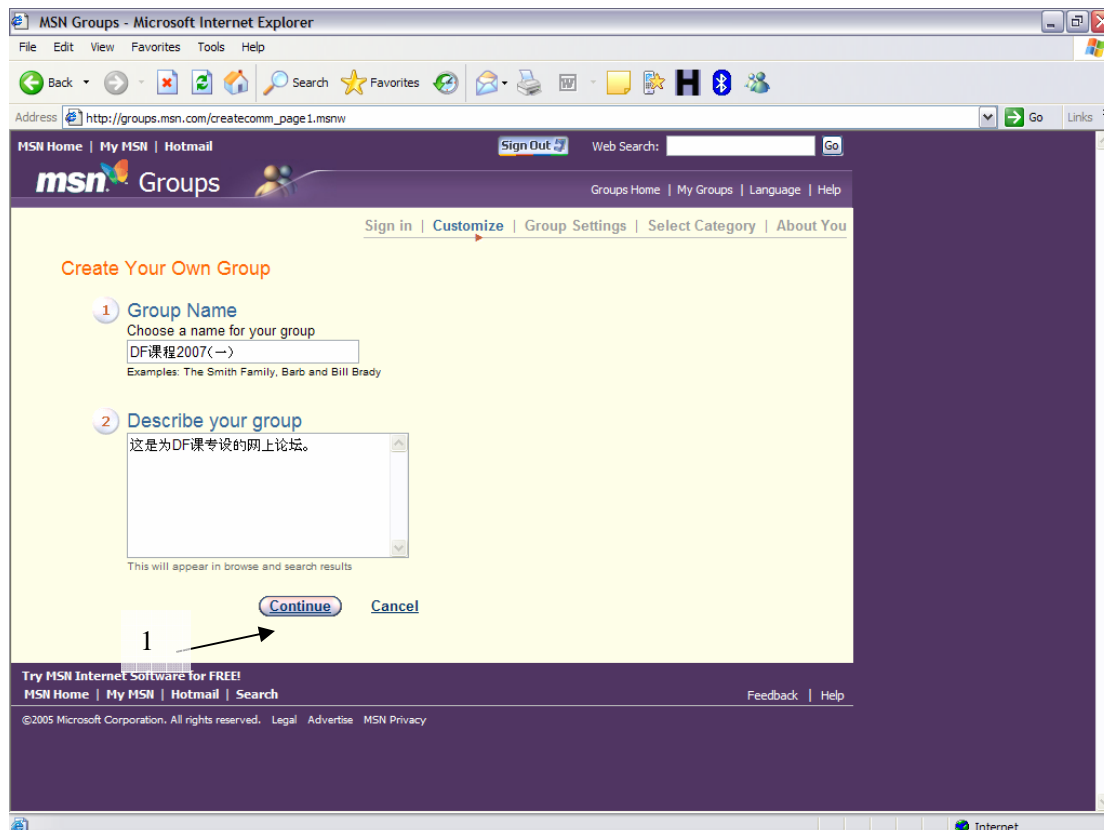 MSN Groups - Microsoft Internet Explorer
File Edit View Favorites Tools Help
Back Search Favorites
Address http://groups.msn.com/createcomm_page1.msnw Go Links
MSN Home | My MSN | Hotmail Sign Out Web Search: Go
msn Groups
Groups Home | My Groups | Language | Help
Sign in | Customize | Group Settings | Select Category | About You
Create Your Own Group
1 Group Name
Choose a name for your group
DF课程2007(一)
Examples: The Smith Family, Barb and Bill Brady
2 Describe your group
这是为DF课专设的网上论坛。
This will appear in browse and search results
Continue Cancel
1
Try MSN Internet Software for FREE!
MSN Home | My MSN | Hotmail | Search Feedback | Help
©2005 Microsoft Corporation. All rights reserved. Legal Advertise MSN Privacy
Internet